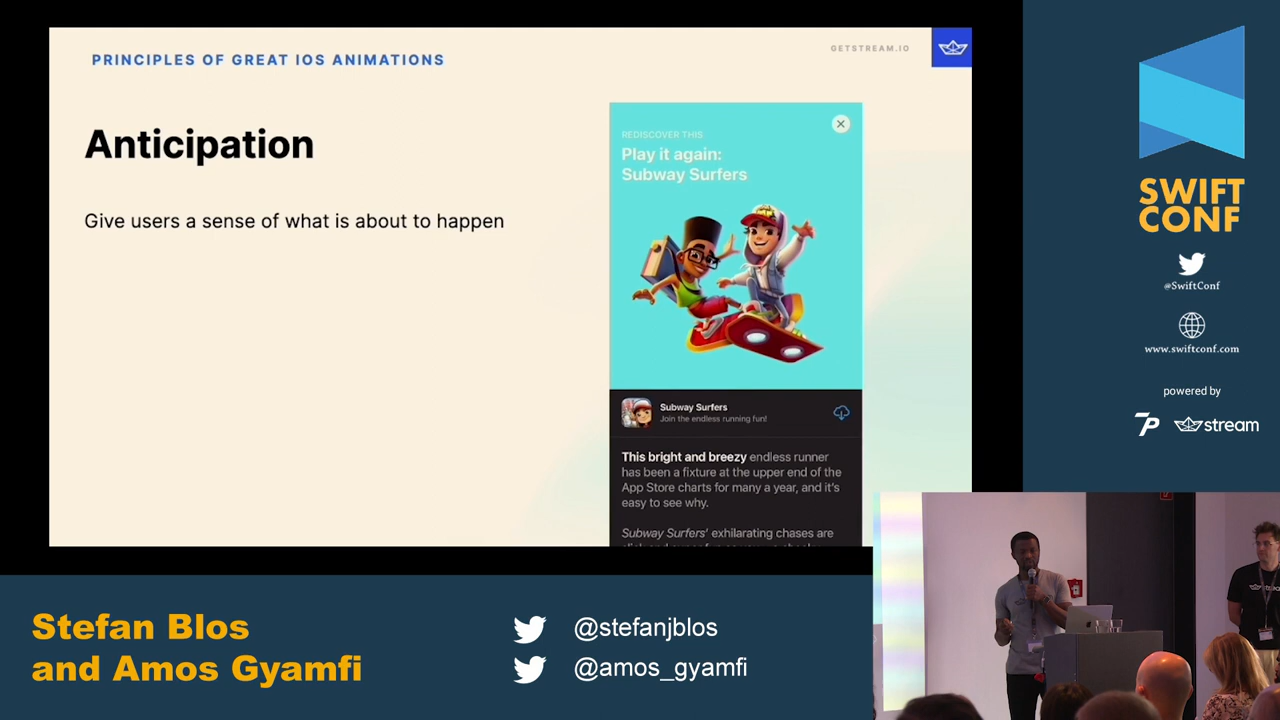 PRINCIPLES OF GREAT IOS ANIMATIONS
GETSTREAM.IO
Anticipation
Give users a sense of what is about to happen
REDISCOVER THIS
Play it again:
Subway Surfers
Subway Surfers
Join the endless running fun!
This bright and breezy endless runner
has been a fixture at the upper end of the
App Store charts for many a year, and it's
easy to see why.
Subway Surfers' exhilarating chases are
SWIFT
CONF
@SwiftConf
www.swiftconf.com
powered by
7P
stream
Stefan Blos
and Amos Gyamfi
@stefanjblos
@amos_gyamfi